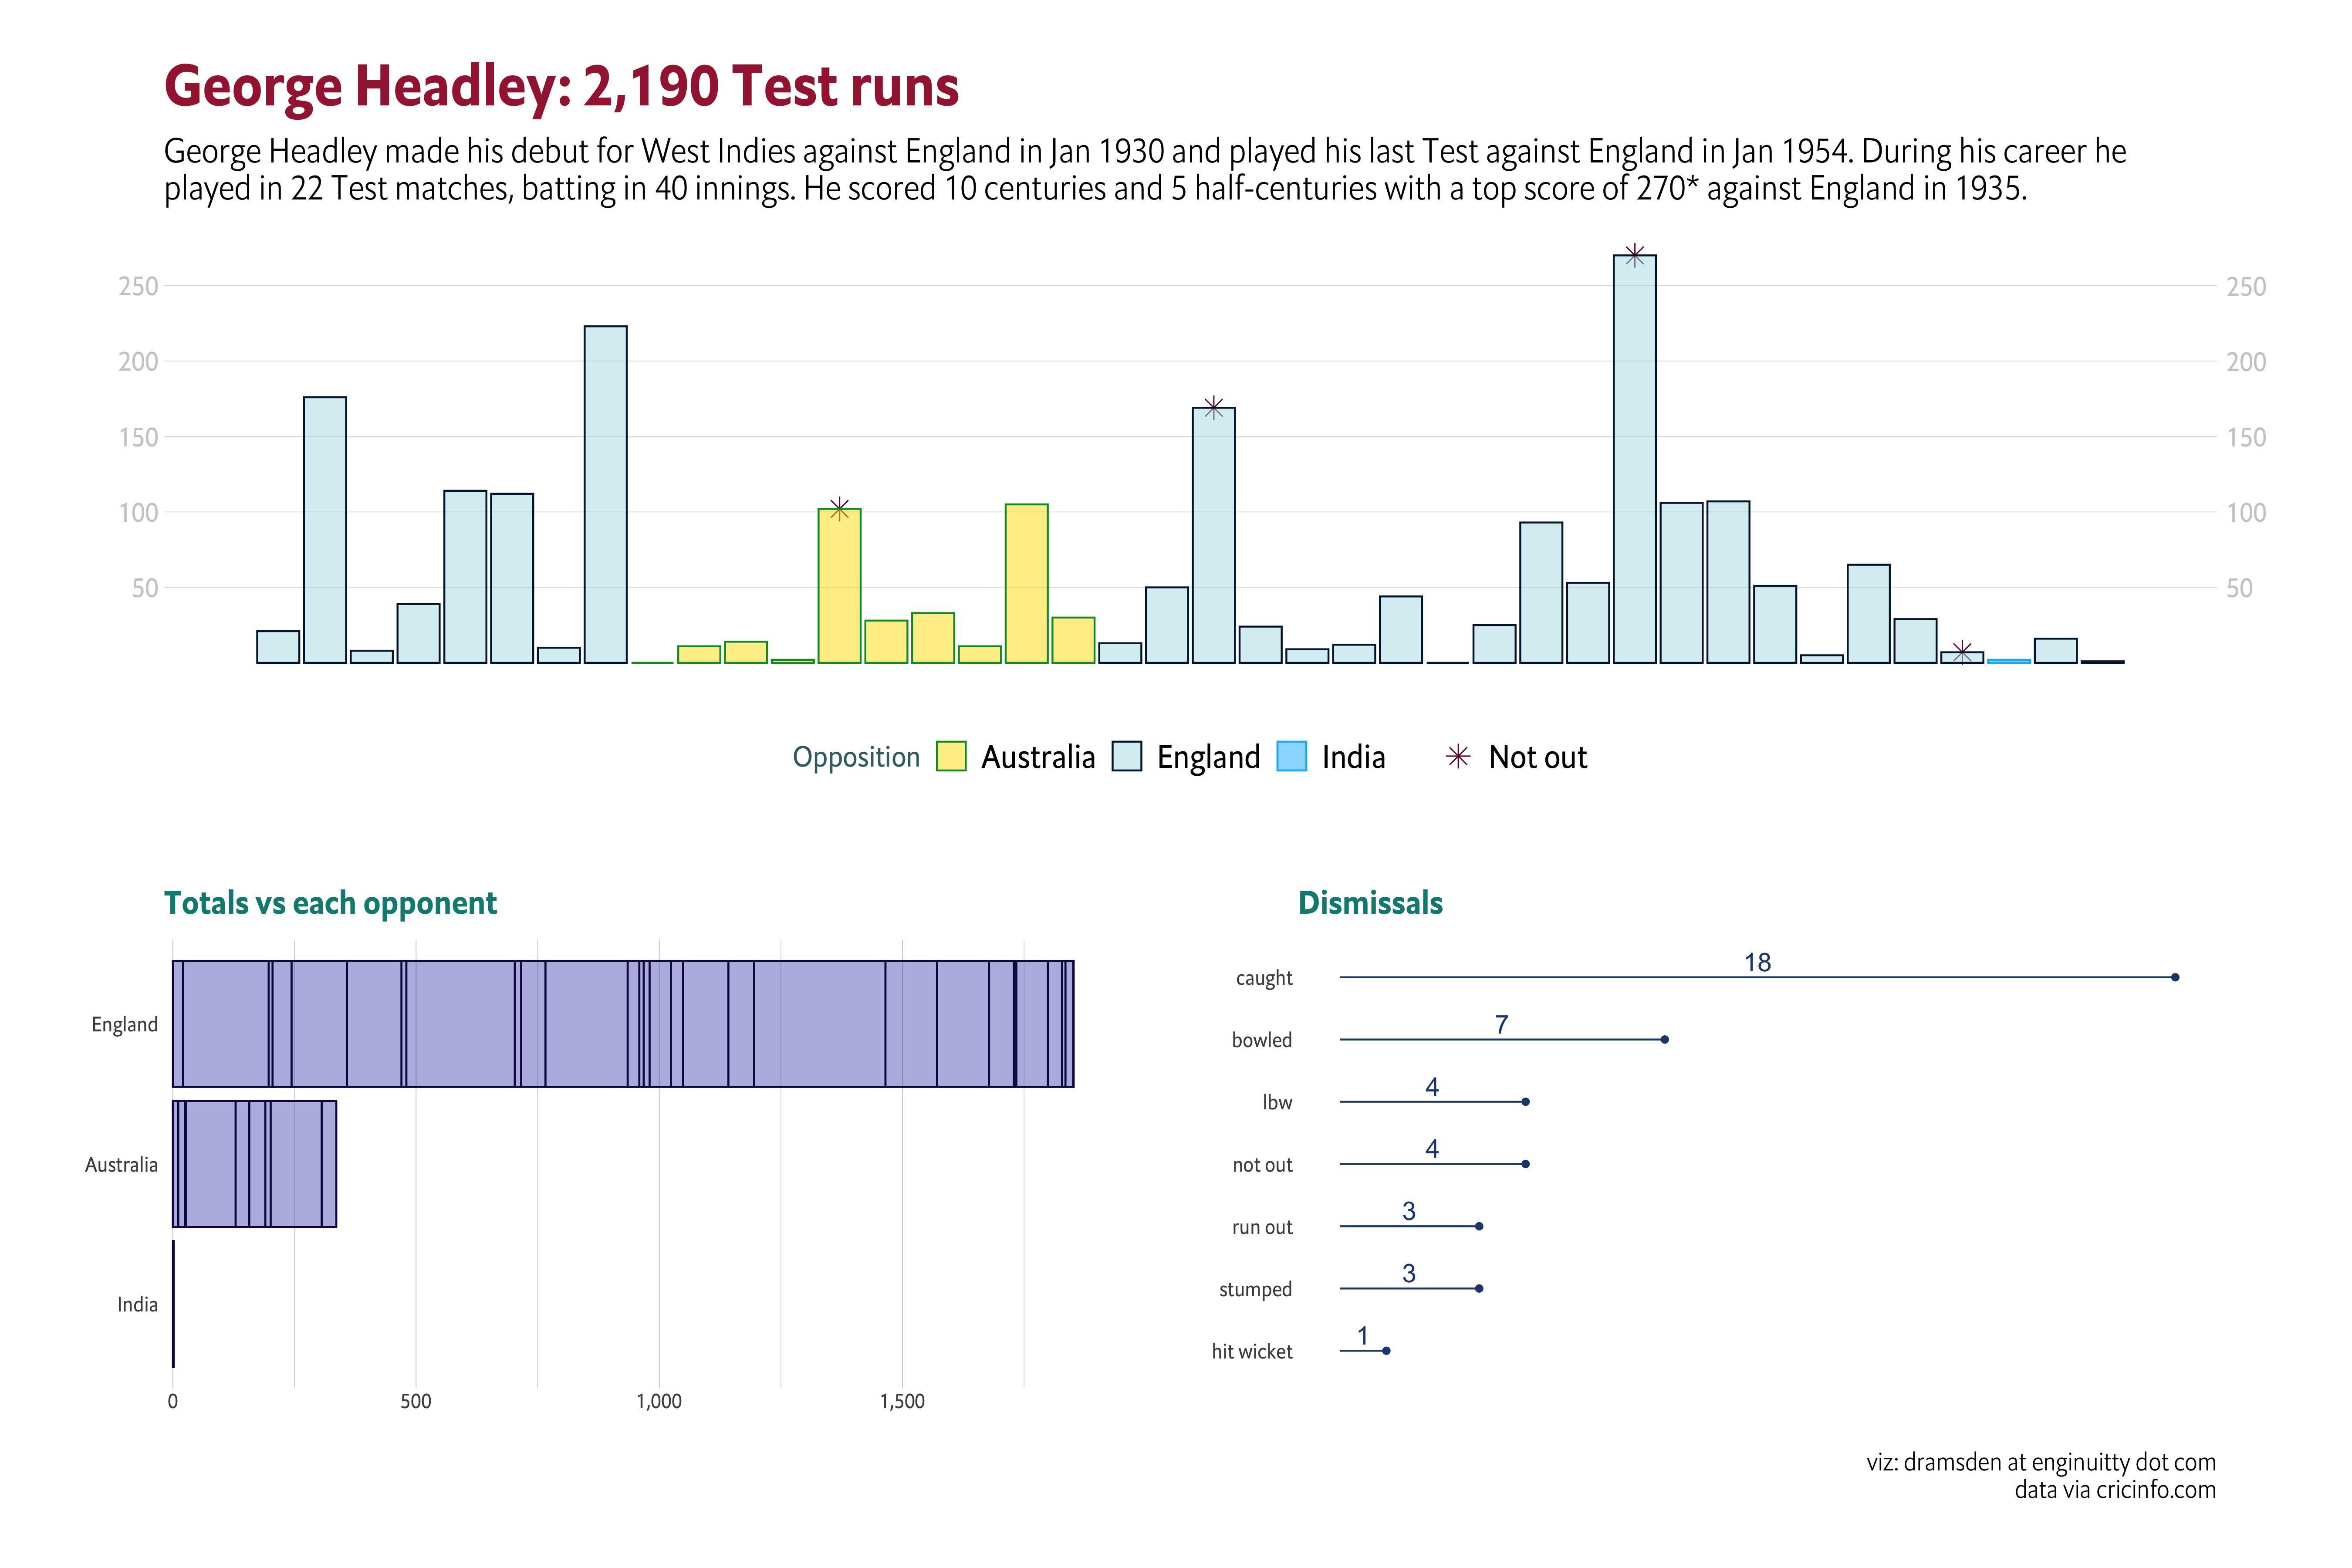 George Headley: 2,190 Test runs
George Headley made his debut for West Indies against England in Jan 1930 and played his last Test against England in Jan 1954. During his career he
played in 22 Test matches, batting in 40 innings. He scored 10 centuries and 5 half-centuries with a top score of 270* against England in 1935.
250 250
200 200
150 150
100 100
50 50
Opposition Australia England India Not out
Totals vs each opponent
England
Australia
India
0 500 1,000 1,500
Dismissals
caught 18
bowled 7
lbw 4
not out 4
run out 3
stumped 3
hit wicket 1
viz: dramsden at enginuitty dot com
data via cricinfo.com